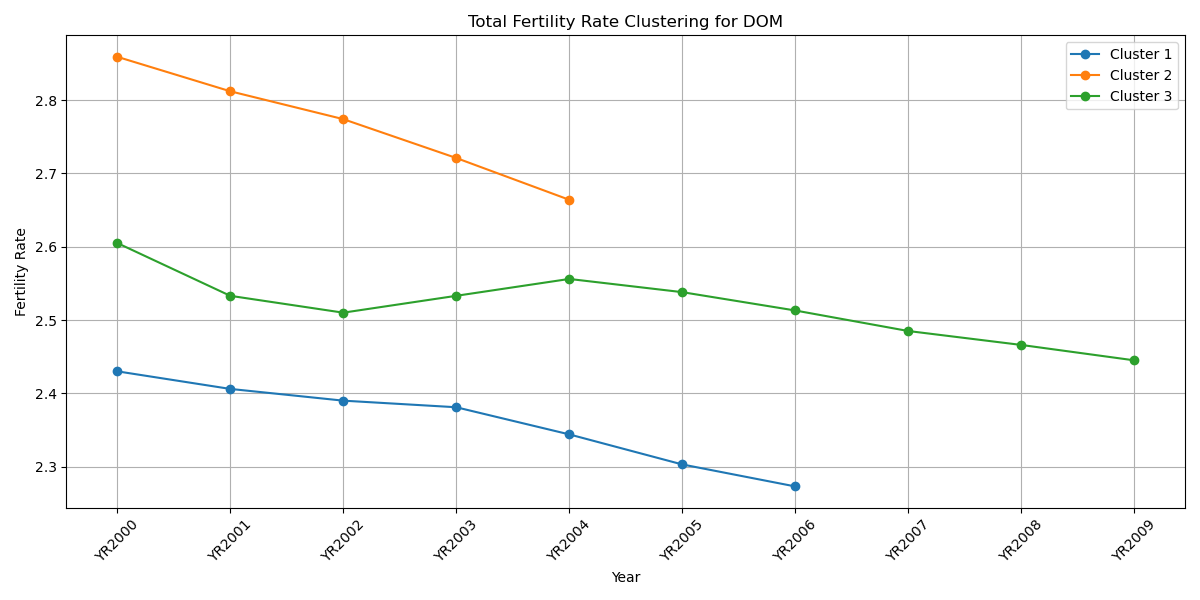 Total Fertility Rate Clustering for DOM
Cluster 1
Cluster 2
Cluster 3
Fertility Rate
2.8
2.7
2.6
2.5
2.4
2.3
YR2000
YR2001
YR2002
YR2003
YR2004
YR2005
YR2006
YR2007
YR2008
YR2009
Year